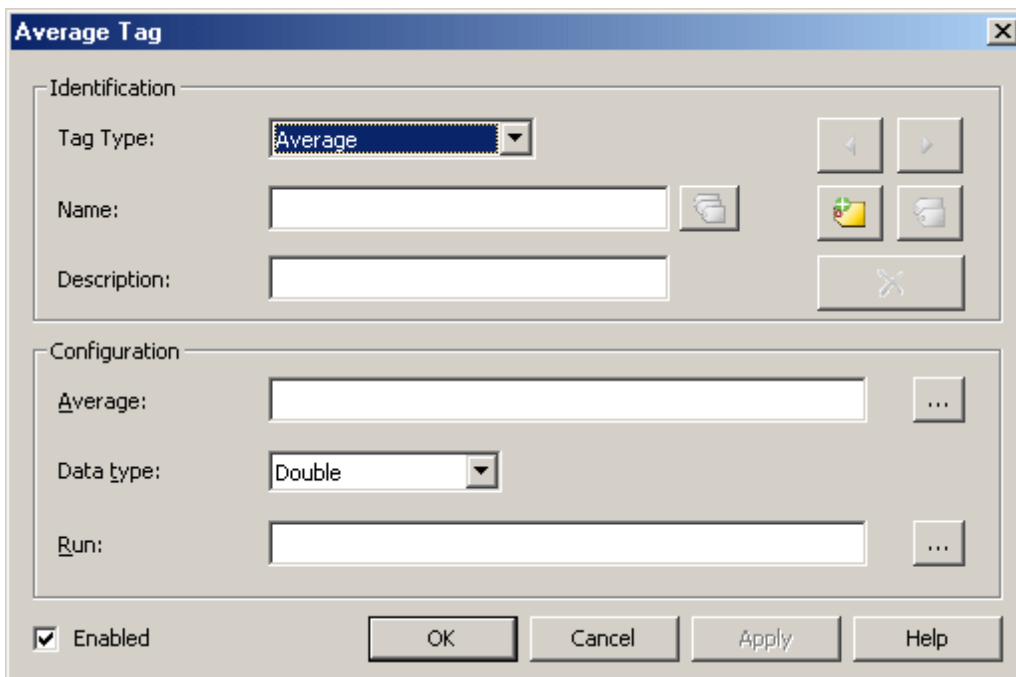 Average Tag
Identification
Tag Type: Average
Name:
Description:
Configuration
Average: ...
Data type: Double
Run: ...
Enabled OK Cancel Apply Help